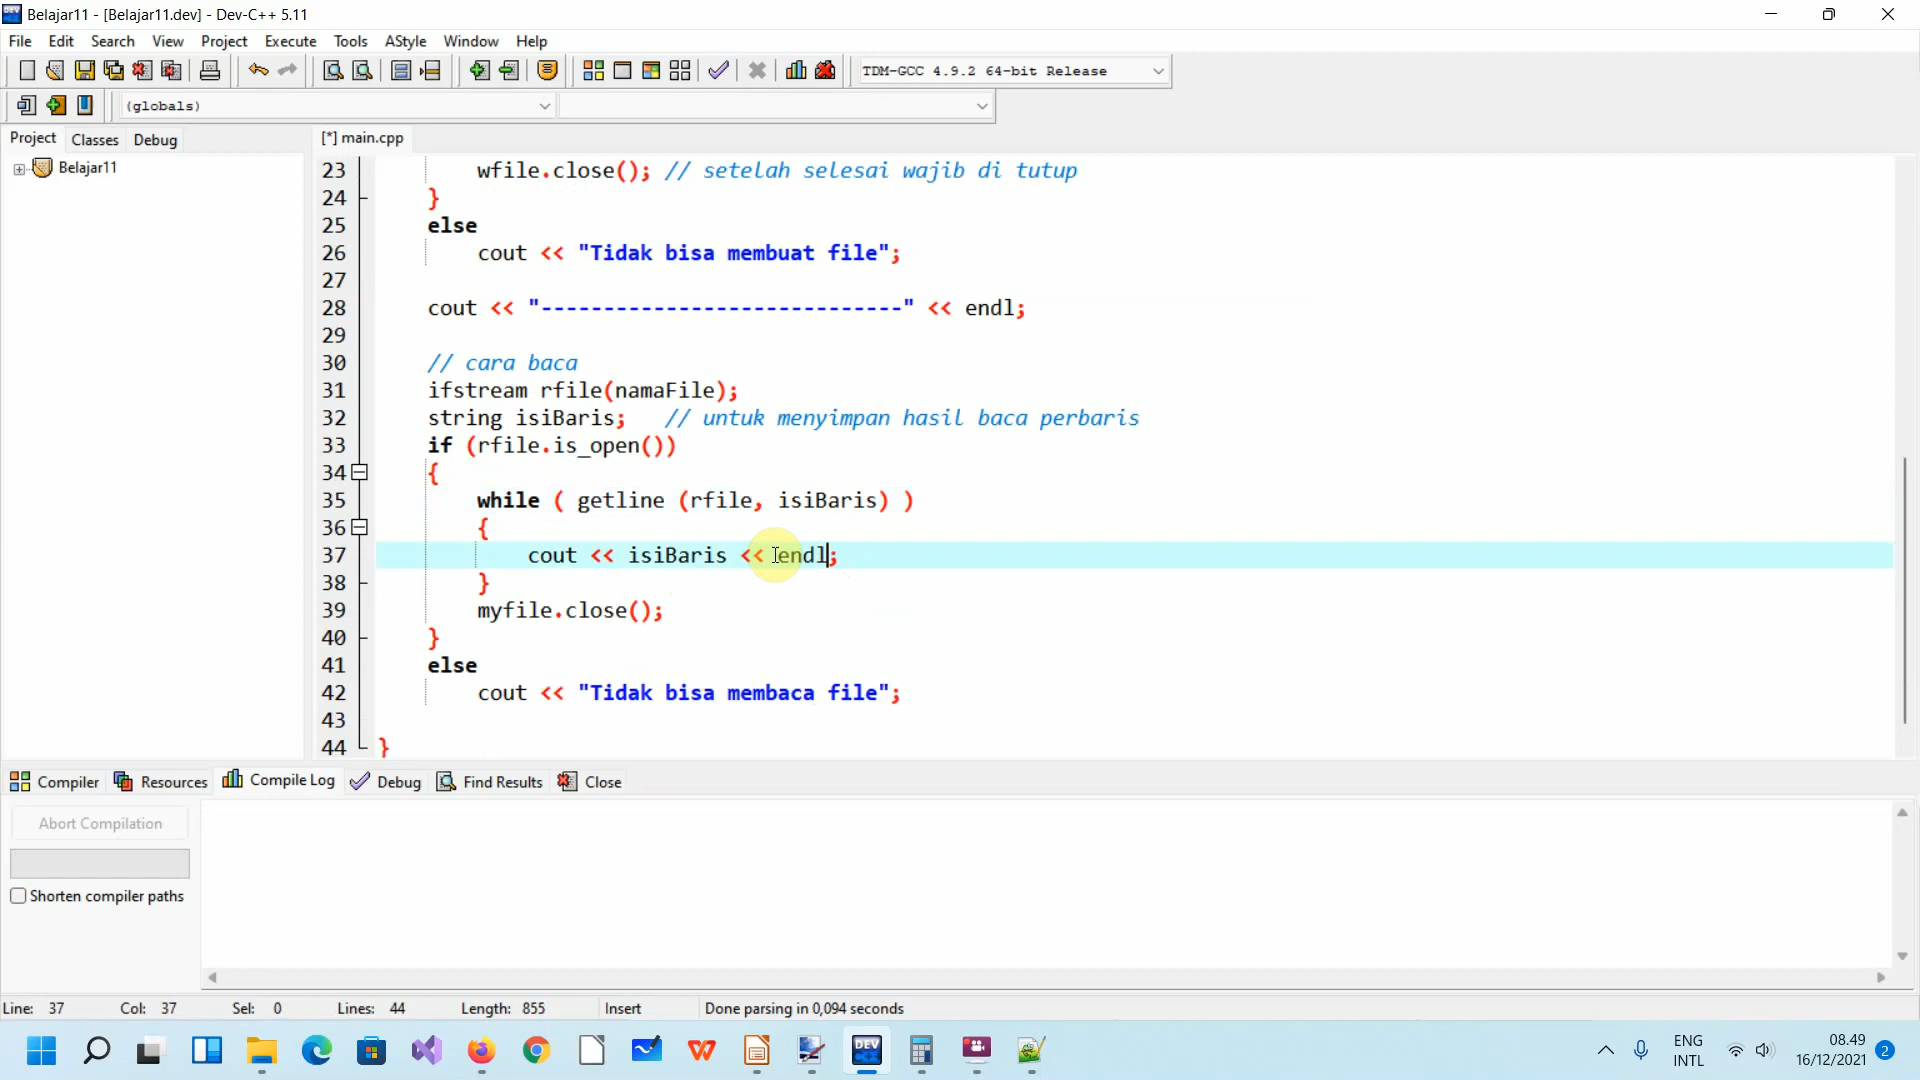 Belajar11 - [Belajar11.dev] - Dev-C++ 5.11
File Edit Search View Project Execute Tools AStyle Window Help
TDM-GCC 4.9.2 64-bit Release
(globals)
Project Classes Debug
[*] main.cpp
Belajar11
23 wfile.close(); // setelah selesai wajib di tutup
24 }
25 else
26 cout << "Tidak bisa membuat file";
27
28 cout << "-----------------------------" << endl;
29
30 // cara baca
31 ifstream rfile(namaFile);
32 string isiBaris; // untuk menyimpan hasil baca perbaris
33 if (rfile.is_open())
34 {
35 while ( getline (rfile, isiBaris) )
36 {
37 cout << isiBaris << endl;
38 }
39 myfile.close();
40 }
41 else
42 cout << "Tidak bisa membaca file";
43
44 }
Compiler Resources Compile Log Debug Find Results Close
Abort Compilation
Shorten compiler paths
Line: 37 Col: 37 Sel: 0 Lines: 44 Length: 855 Insert Done parsing in 0,094 seconds
DEV C++
ENG
INTL
08.49
16/12/2021
2